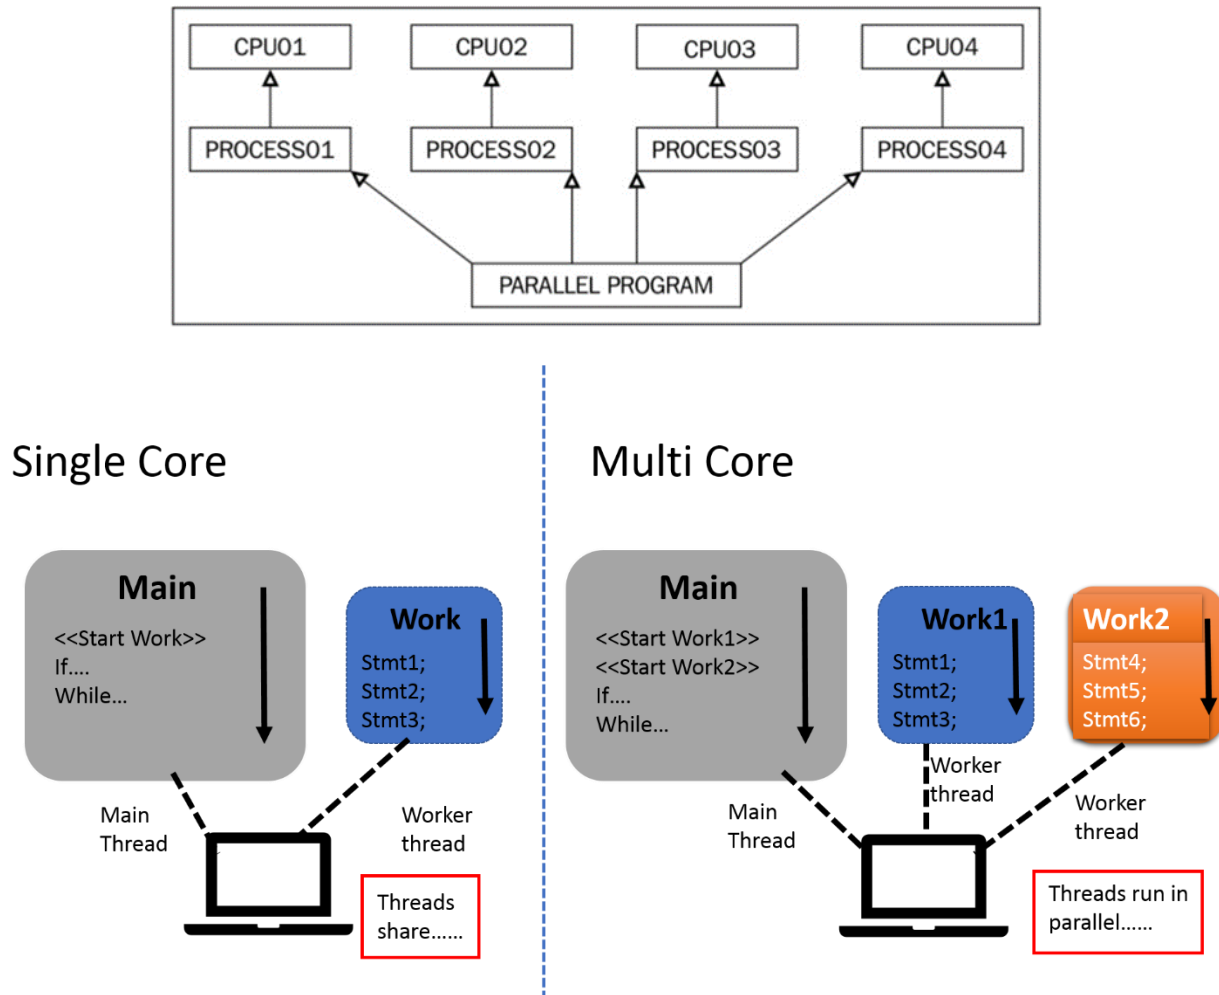 CPU01 CPU02 CPU03 CPU04
PROCESS01 PROCESS02 PROCESS03 PROCESS04
PARALLEL PROGRAM
Single Core
Main
<<Start Work>>
If....
While...
Work
Stmt1;
Stmt2;
Stmt3;
Main
Thread
Worker
thread
Threads
share......
Multi Core
Main
<<Start Work1>>
<<Start Work2>>
If....
While...
Work1
Stmt1;
Stmt2;
Stmt3;
Work2
Stmt4;
Stmt5;
Stmt6;
Main
Thread
Worker
thread
Worker
thread
Threads run in
parallel......